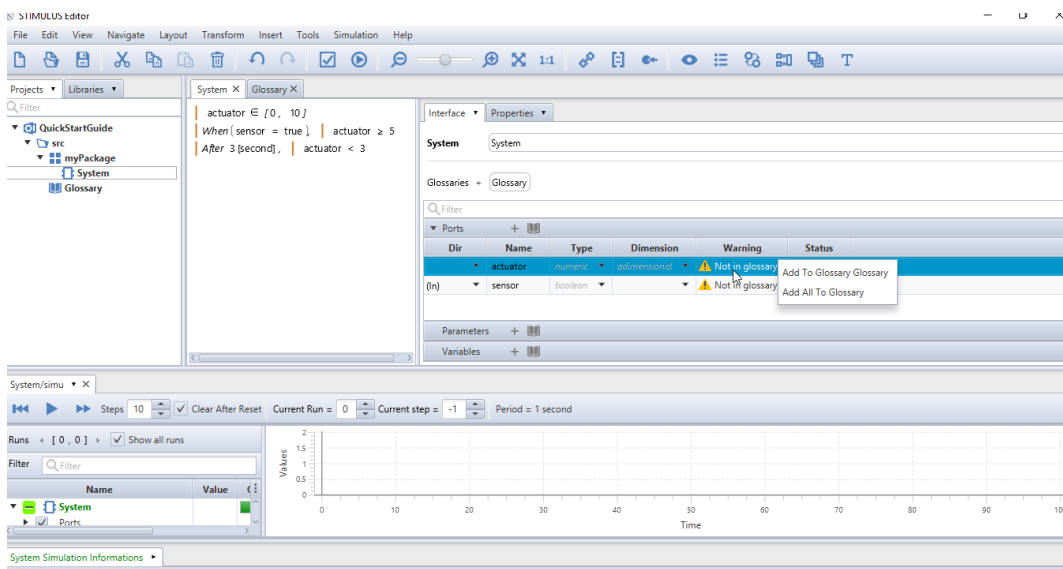 STIMULUS Editor
File Edit View Navigate Layout Transform Insert Tools Simulation Help
1:1 T
Projects Libraries
Filter
QuickStartGuide
src
myPackage
System
Glossary
System X Glossary X
actuator ∈ [0, 10]
When (sensor = true), actuator ≥ 5
After 3 [second], actuator < 3
Interface Properties
System System
Glossaries + Glossary
Filter
Ports +
Dir Name Type Dimension Warning Status
actuator numeric adimensional Not in glossary
(In) sensor boolean Not in glossary
Add To Glossary Glossary
Add All To Glossary
Parameters +
Variables +
System/simu X
Steps 10 Clear After Reset Current Run = 0 Current step = -1 Period = 1 second
Runs [ 0 , 0 ] Show all runs
Filter Filter
Name Value
System
Ports
Values
2
1.5
1
0.5
0
0 10 20 30 40 50 60 70 80 90 10
Time
System Simulation Informations